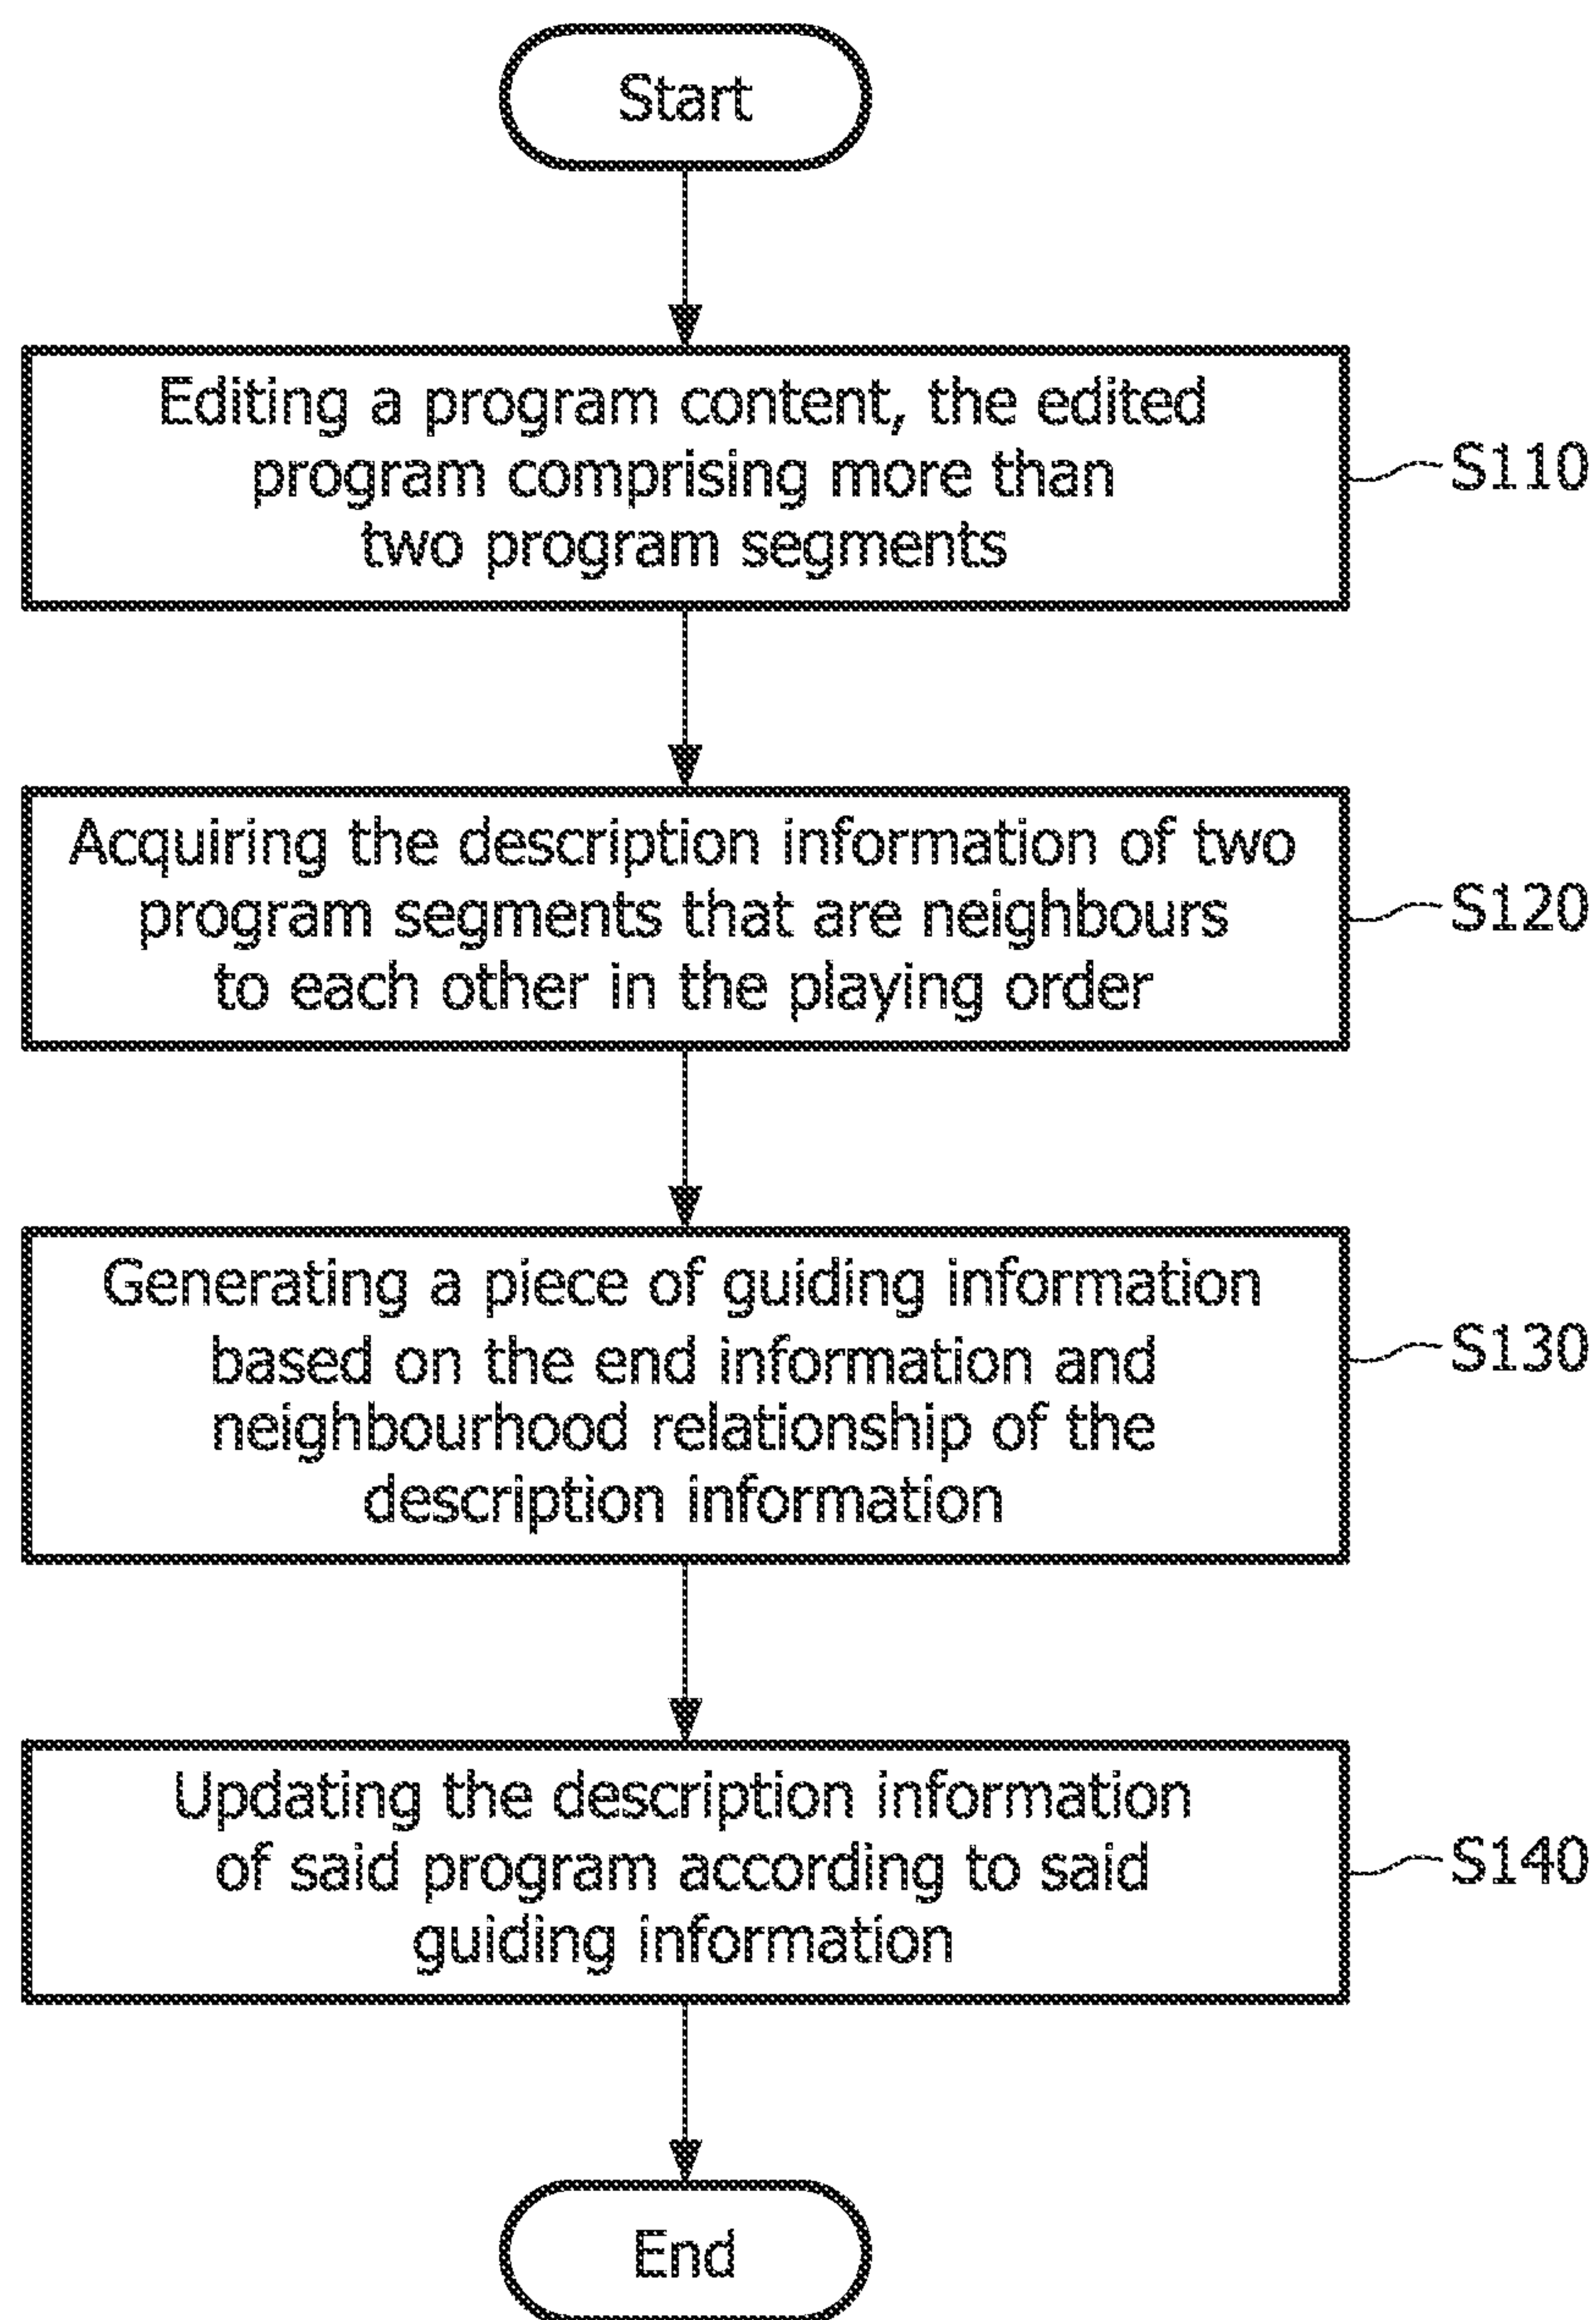 Start
Editing a program content, the edited
program comprising more than
two program segments
S110
Acquiring the description information of two
program segments that are neighbours
to each other in the playing order
S120
Generating a piece of guiding information
based on the end information and
neighbourhood relationship of the
description information
S130
Updating the description information
of said program according to said
guiding information
S140
End